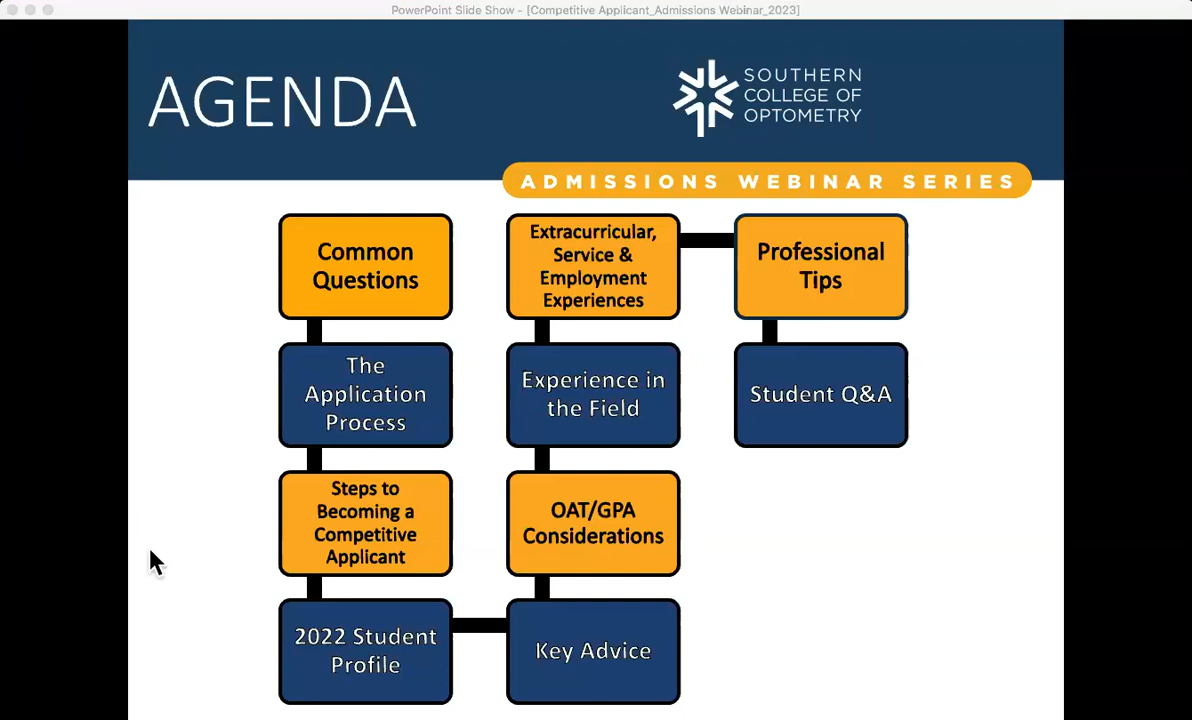 PowerPoint Slide Show - [Competitive Applicant_Admissions Webinar_2023]
AGENDA
SOUTHERN
COLLEGE OF
OPTOMETRY
ADMISSIONS WEBINAR SERIES
Common
Questions
The
Application
Process
Steps to
Becoming a
Competitive
Applicant
2022 Student
Profile
Key Advice
OAT/GPA
Considerations
Experience in
the Field
Extracurricular,
Service &
Employment
Experiences
Professional
Tips
Student Q&A